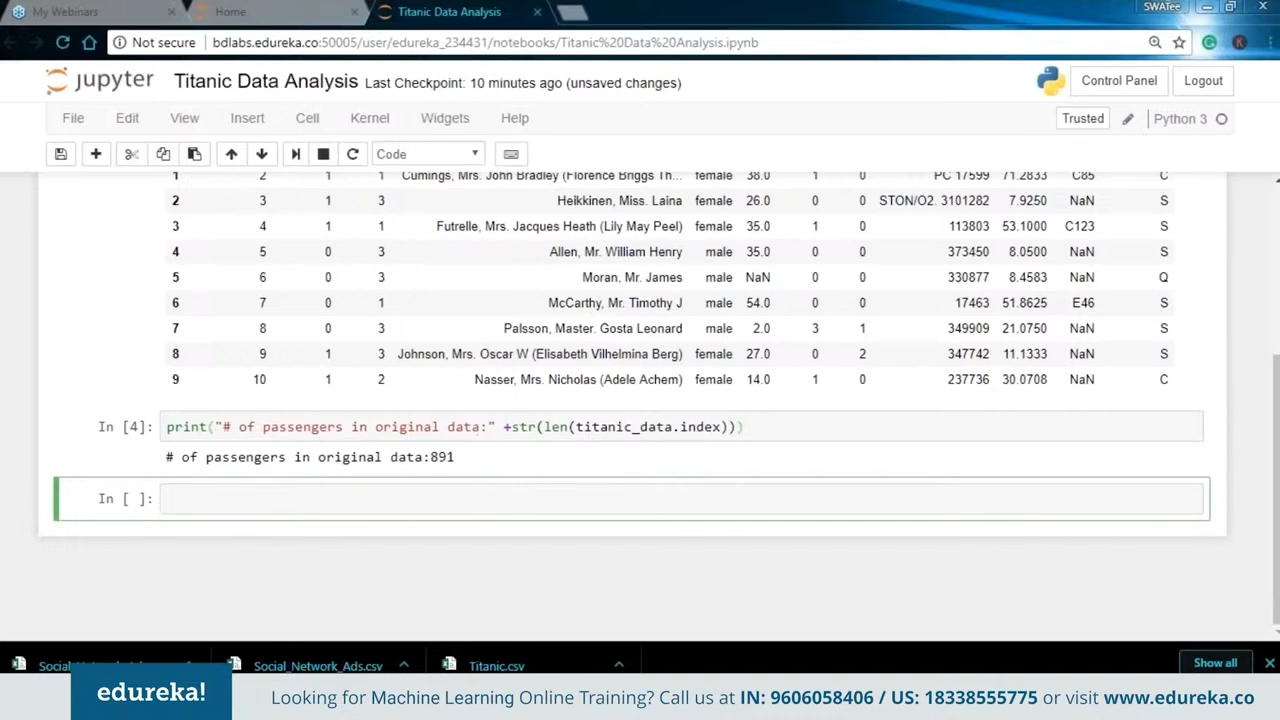 My Webinars Home Titanic Data Analysis SWATee
Not secure bdlabs.edureka.co:50005/user/edureka_234431/notebooks/Titanic%20Data%20Analysis.ipynb K
jupyter Titanic Data Analysis Last Checkpoint: 10 minutes ago (unsaved changes) Control Panel Logout
File Edit View Insert Cell Kernel Widgets Help Trusted Python 3
Code
1 2 1 1 Cumings, Mrs. John Bradley (Florence Briggs Th... female 38.0 1 0 PC 17599 71.2833 C85 C
2 3 1 3 Heikkinen, Miss. Laina female 26.0 0 0 STON/O2. 3101282 7.9250 NaN S
3 4 1 1 Futrelle, Mrs. Jacques Heath (Lily May Peel) female 35.0 1 0 113803 53.1000 C123 S
4 5 0 3 Allen, Mr. William Henry male 35.0 0 0 373450 8.0500 NaN S
5 6 0 3 Moran, Mr. James male NaN 0 0 330877 8.4583 NaN Q
6 7 0 1 McCarthy, Mr. Timothy J male 54.0 0 0 17463 51.8625 E46 S
7 8 0 3 Palsson, Master. Gosta Leonard male 2.0 3 1 349909 21.0750 NaN S
8 9 1 3 Johnson, Mrs. Oscar W (Elisabeth Vilhelmina Berg) female 27.0 0 2 347742 11.1333 NaN S
9 10 1 2 Nasser, Mrs. Nicholas (Adele Achem) female 14.0 1 0 237736 30.0708 NaN C
In [4]: print("# of passengers in original data:" +str(len(titanic_data.index)))
# of passengers in original data:891
In [ ]:
Social_Network_Ads.csv Titanic.csv Show all
edureka! Looking for Machine Learning Online Training? Call us at IN: 9606058406 / US: 18338555775 or visit www.edureka.co